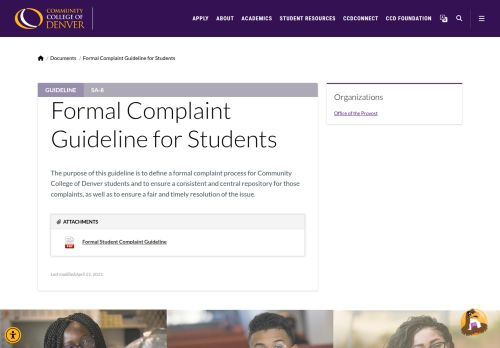 COMMUNITY
COLLEGE OF
DENVER
APPLY ABOUT ACADEMICS STUDENT RESOURCES CCDCONNECT CCD FOUNDATION
/ Documents / Formal Complaint Guideline for Students
GUIDELINE SA-8
Formal Complaint
Guideline for Students
The purpose of this guideline is to define a formal complaint process for Community
College of Denver students and to ensure a consistent and central repository for those
complaints, as well as to ensure a fair and timely resolution of the issue.
ATTACHMENTS
Formal Student Complaint Guideline
Last modified April 21, 2021
Organizations
Office of the Provost